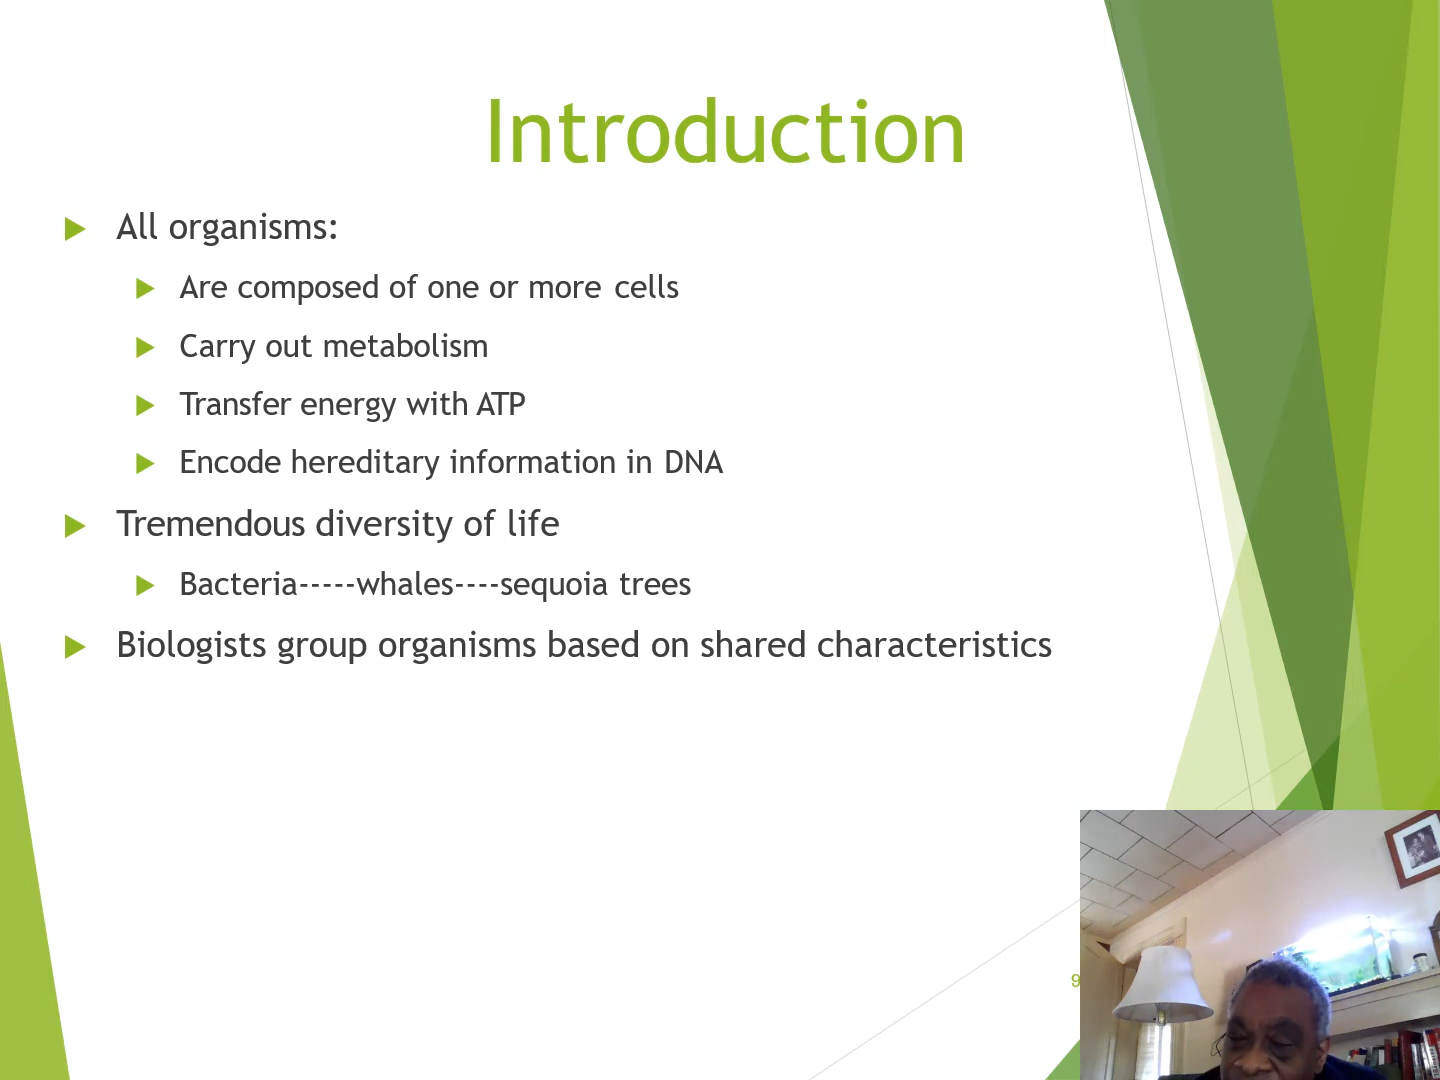 Introduction
All organisms:
Are composed of one or more cells
Carry out metabolism
Transfer energy with ATP
Encode hereditary information in DNA
Tremendous diversity of life
Bacteria-----whales----sequoia trees
Biologists group organisms based on shared characteristics
9